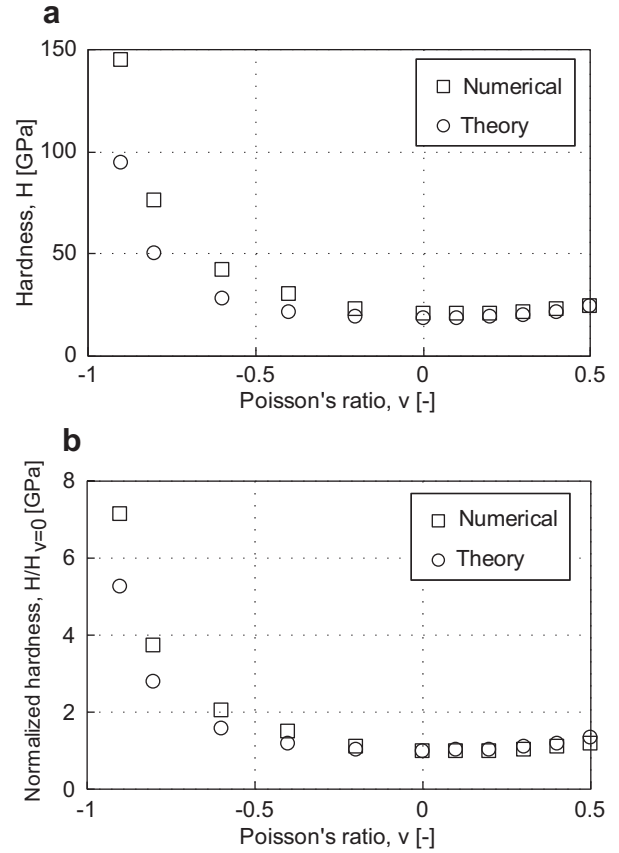 a
150
100
50
0
Hardness, H [GPa]
Numerical
Theory
-1
-0.5
0
0.5
Poisson's ratio, v [-]
b
8
6
4
2
0
Normalized hardness, H/Hv=0 [GPa]
Numerical
Theory
-1
-0.5
0
0.5
Poisson's ratio, v [-]